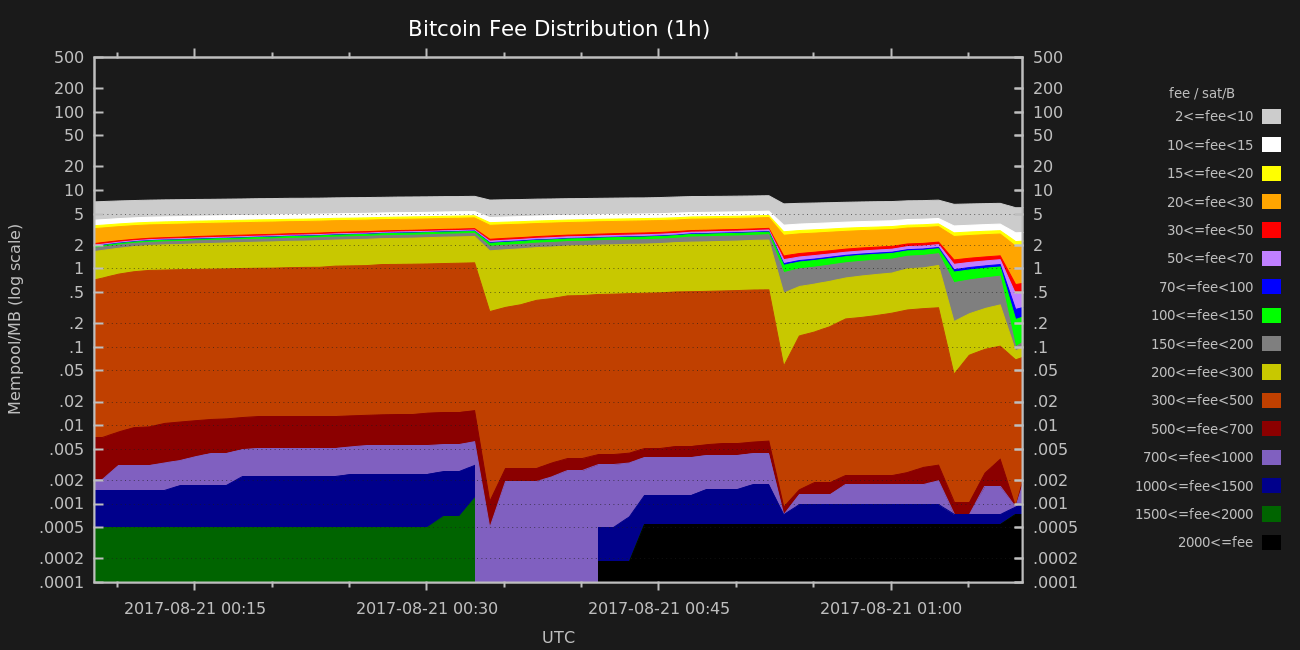 Bitcoin Fee Distribution (1h)
500 500
200 200
100 100
50 50
20 20
10 10
5 5
2 2
1 1
.5 .5
.2 .2
.1 .1
.05 .05
.02 .02
.01 .01
.005 .005
.002 .002
.001 .001
.0005 .0005
.0002 .0002
.0001 .0001
Mempool/MB (log scale)
2017-08-21 00:15 2017-08-21 00:30 2017-08-21 00:45 2017-08-21 01:00
UTC
fee / sat/B
2<=fee<10
10<=fee<15
15<=fee<20
20<=fee<30
30<=fee<50
50<=fee<70
70<=fee<100
100<=fee<150
150<=fee<200
200<=fee<300
300<=fee<500
500<=fee<700
700<=fee<1000
1000<=fee<1500
1500<=fee<2000
2000<=fee